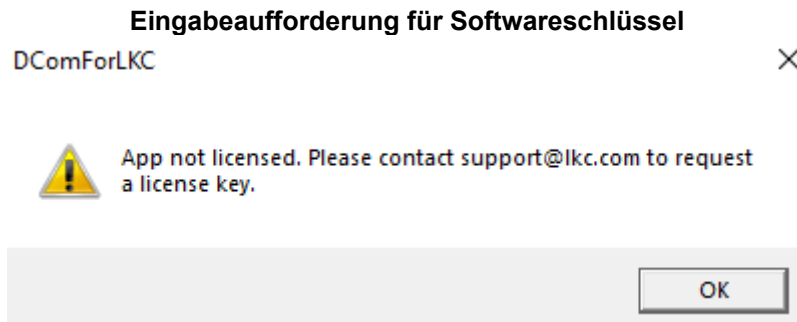 Eingabeaufforderung für Softwareschlüssel
DComForLKC
App not licensed. Please contact support@lkc.com to request
a license key.
OK